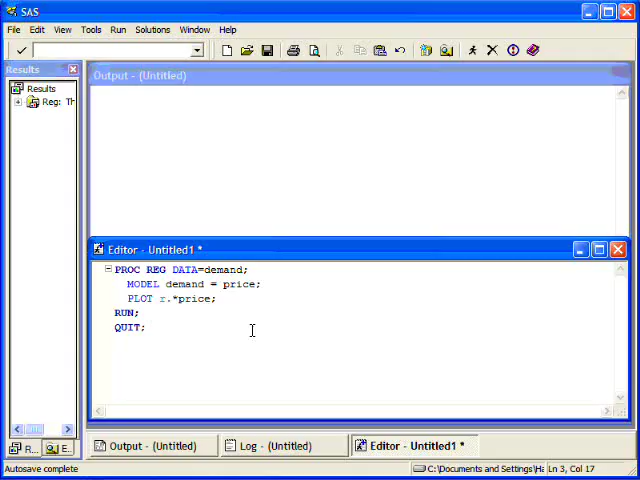 SAS
File Edit View Tools Run Solutions Window Help
Results
Results
Reg: Th
Output - (Untitled)
Editor - Untitled1 *
PROC REG DATA=demand;
MODEL demand = price;
PLOT r.*price;
RUN;
QUIT;
R... E...
Output - (Untitled) Log - (Untitled) Editor - Untitled1 *
Autosave complete C:\Documents and Settings\Ha Ln 3, Col 17